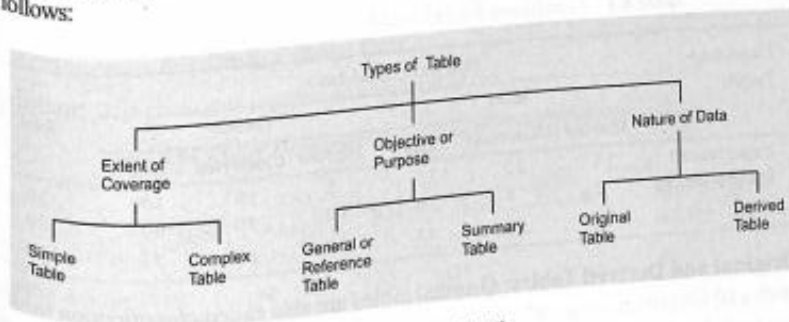 follows:
Types of Table
Extent of
Coverage
Objective or
Purpose
Nature of Data
Simple
Table
Complex
Table
General or
Reference
Table
Summary
Table
Original
Table
Derived
Table